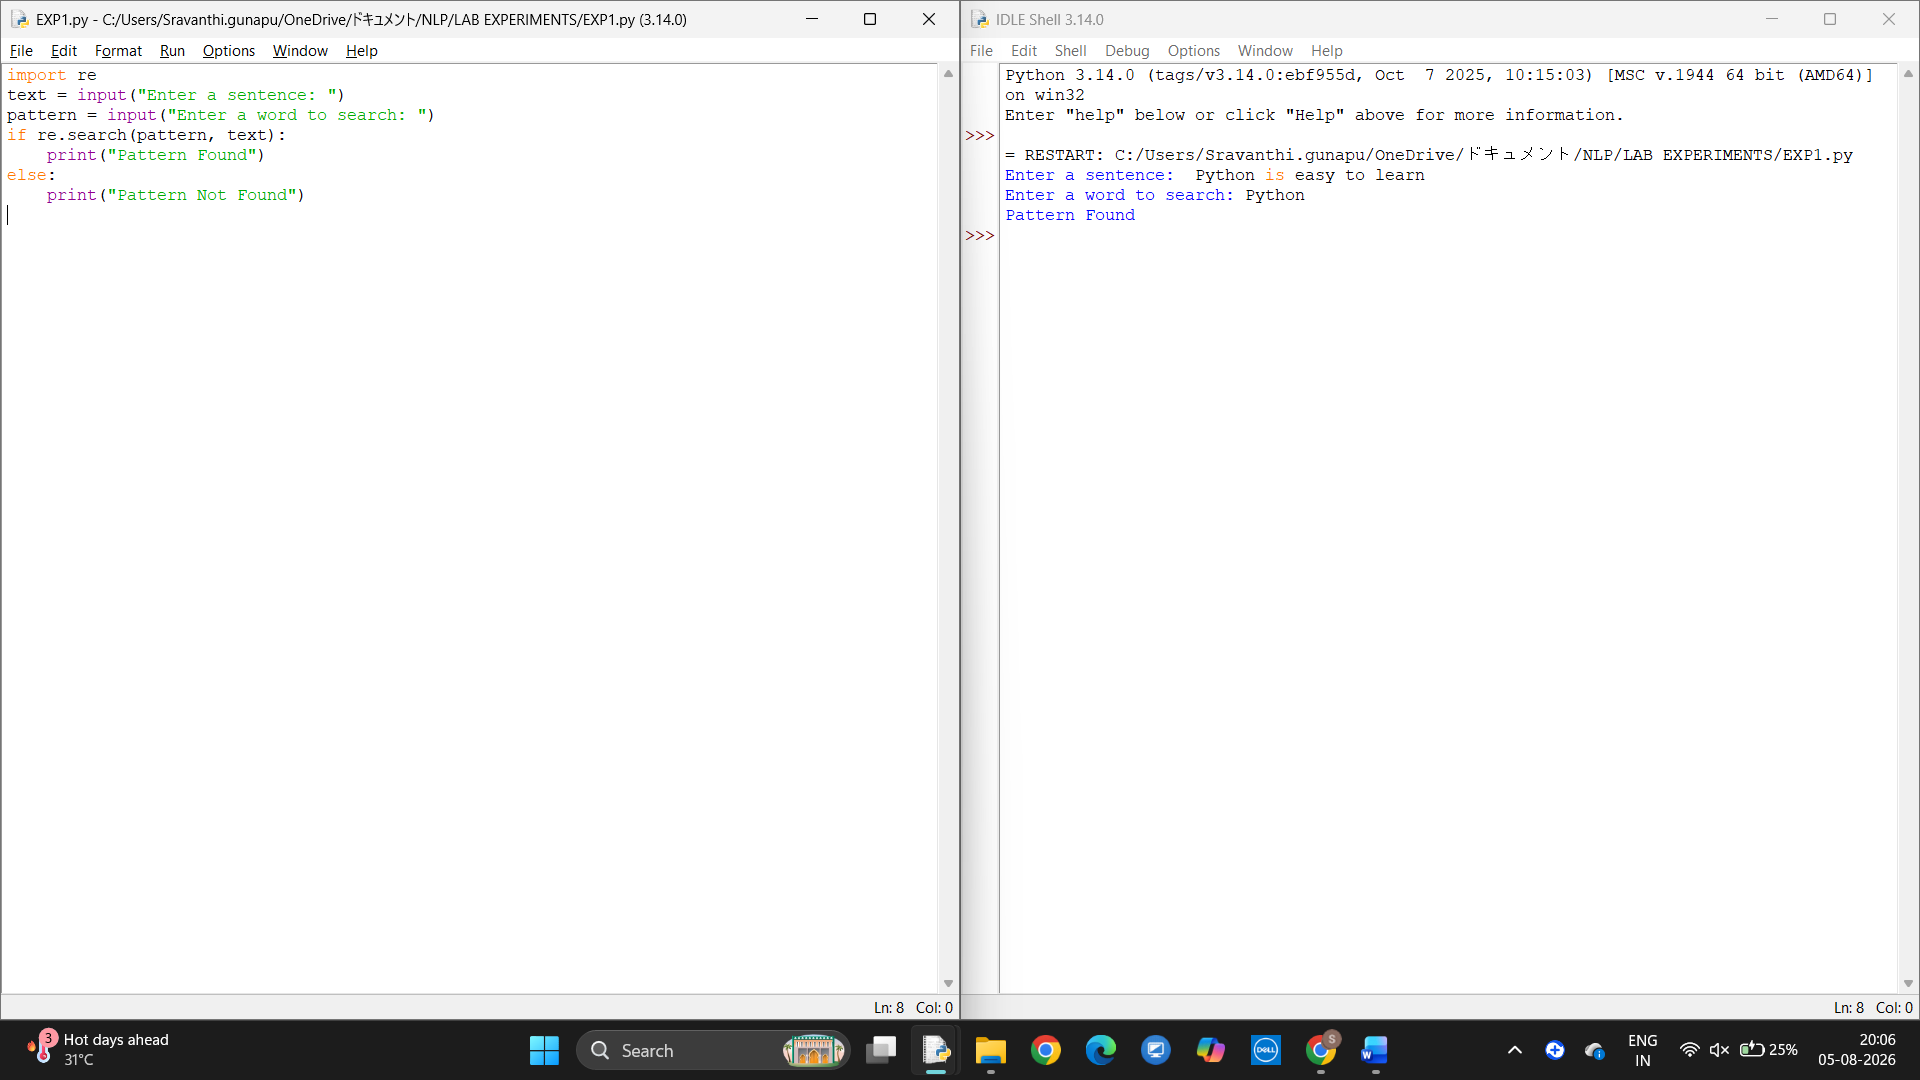 EXP1.py - C:/Users/Sravanthi.gunapu/OneDrive/ドキュメント/NLP/LAB EXPERIMENTS/EXP1.py (3.14.0)
File Edit Format Run Options Window Help
import re
text = input("Enter a sentence: ")
pattern = input("Enter a word to search: ")
if re.search(pattern, text):
    print("Pattern Found")
else:
    print("Pattern Not Found")
Ln: 8 Col: 0
IDLE Shell 3.14.0
File Edit Shell Debug Options Window Help
Python 3.14.0 (tags/v3.14.0:ebf955d, Oct  7 2025, 10:15:03) [MSC v.1944 64 bit (AMD64)]
on win32
Enter "help" below or click "Help" above for more information.
>>>
= RESTART: C:/Users/Sravanthi.gunapu/OneDrive/ドキュメント/NLP/LAB EXPERIMENTS/EXP1.py
Enter a sentence:  Python is easy to learn
Enter a word to search: Python
Pattern Found
>>>
Ln: 8 Col: 0
3
Hot days ahead
31°C
Search
DELL
S
W
ENG
IN
25%
20:06
05-08-2026